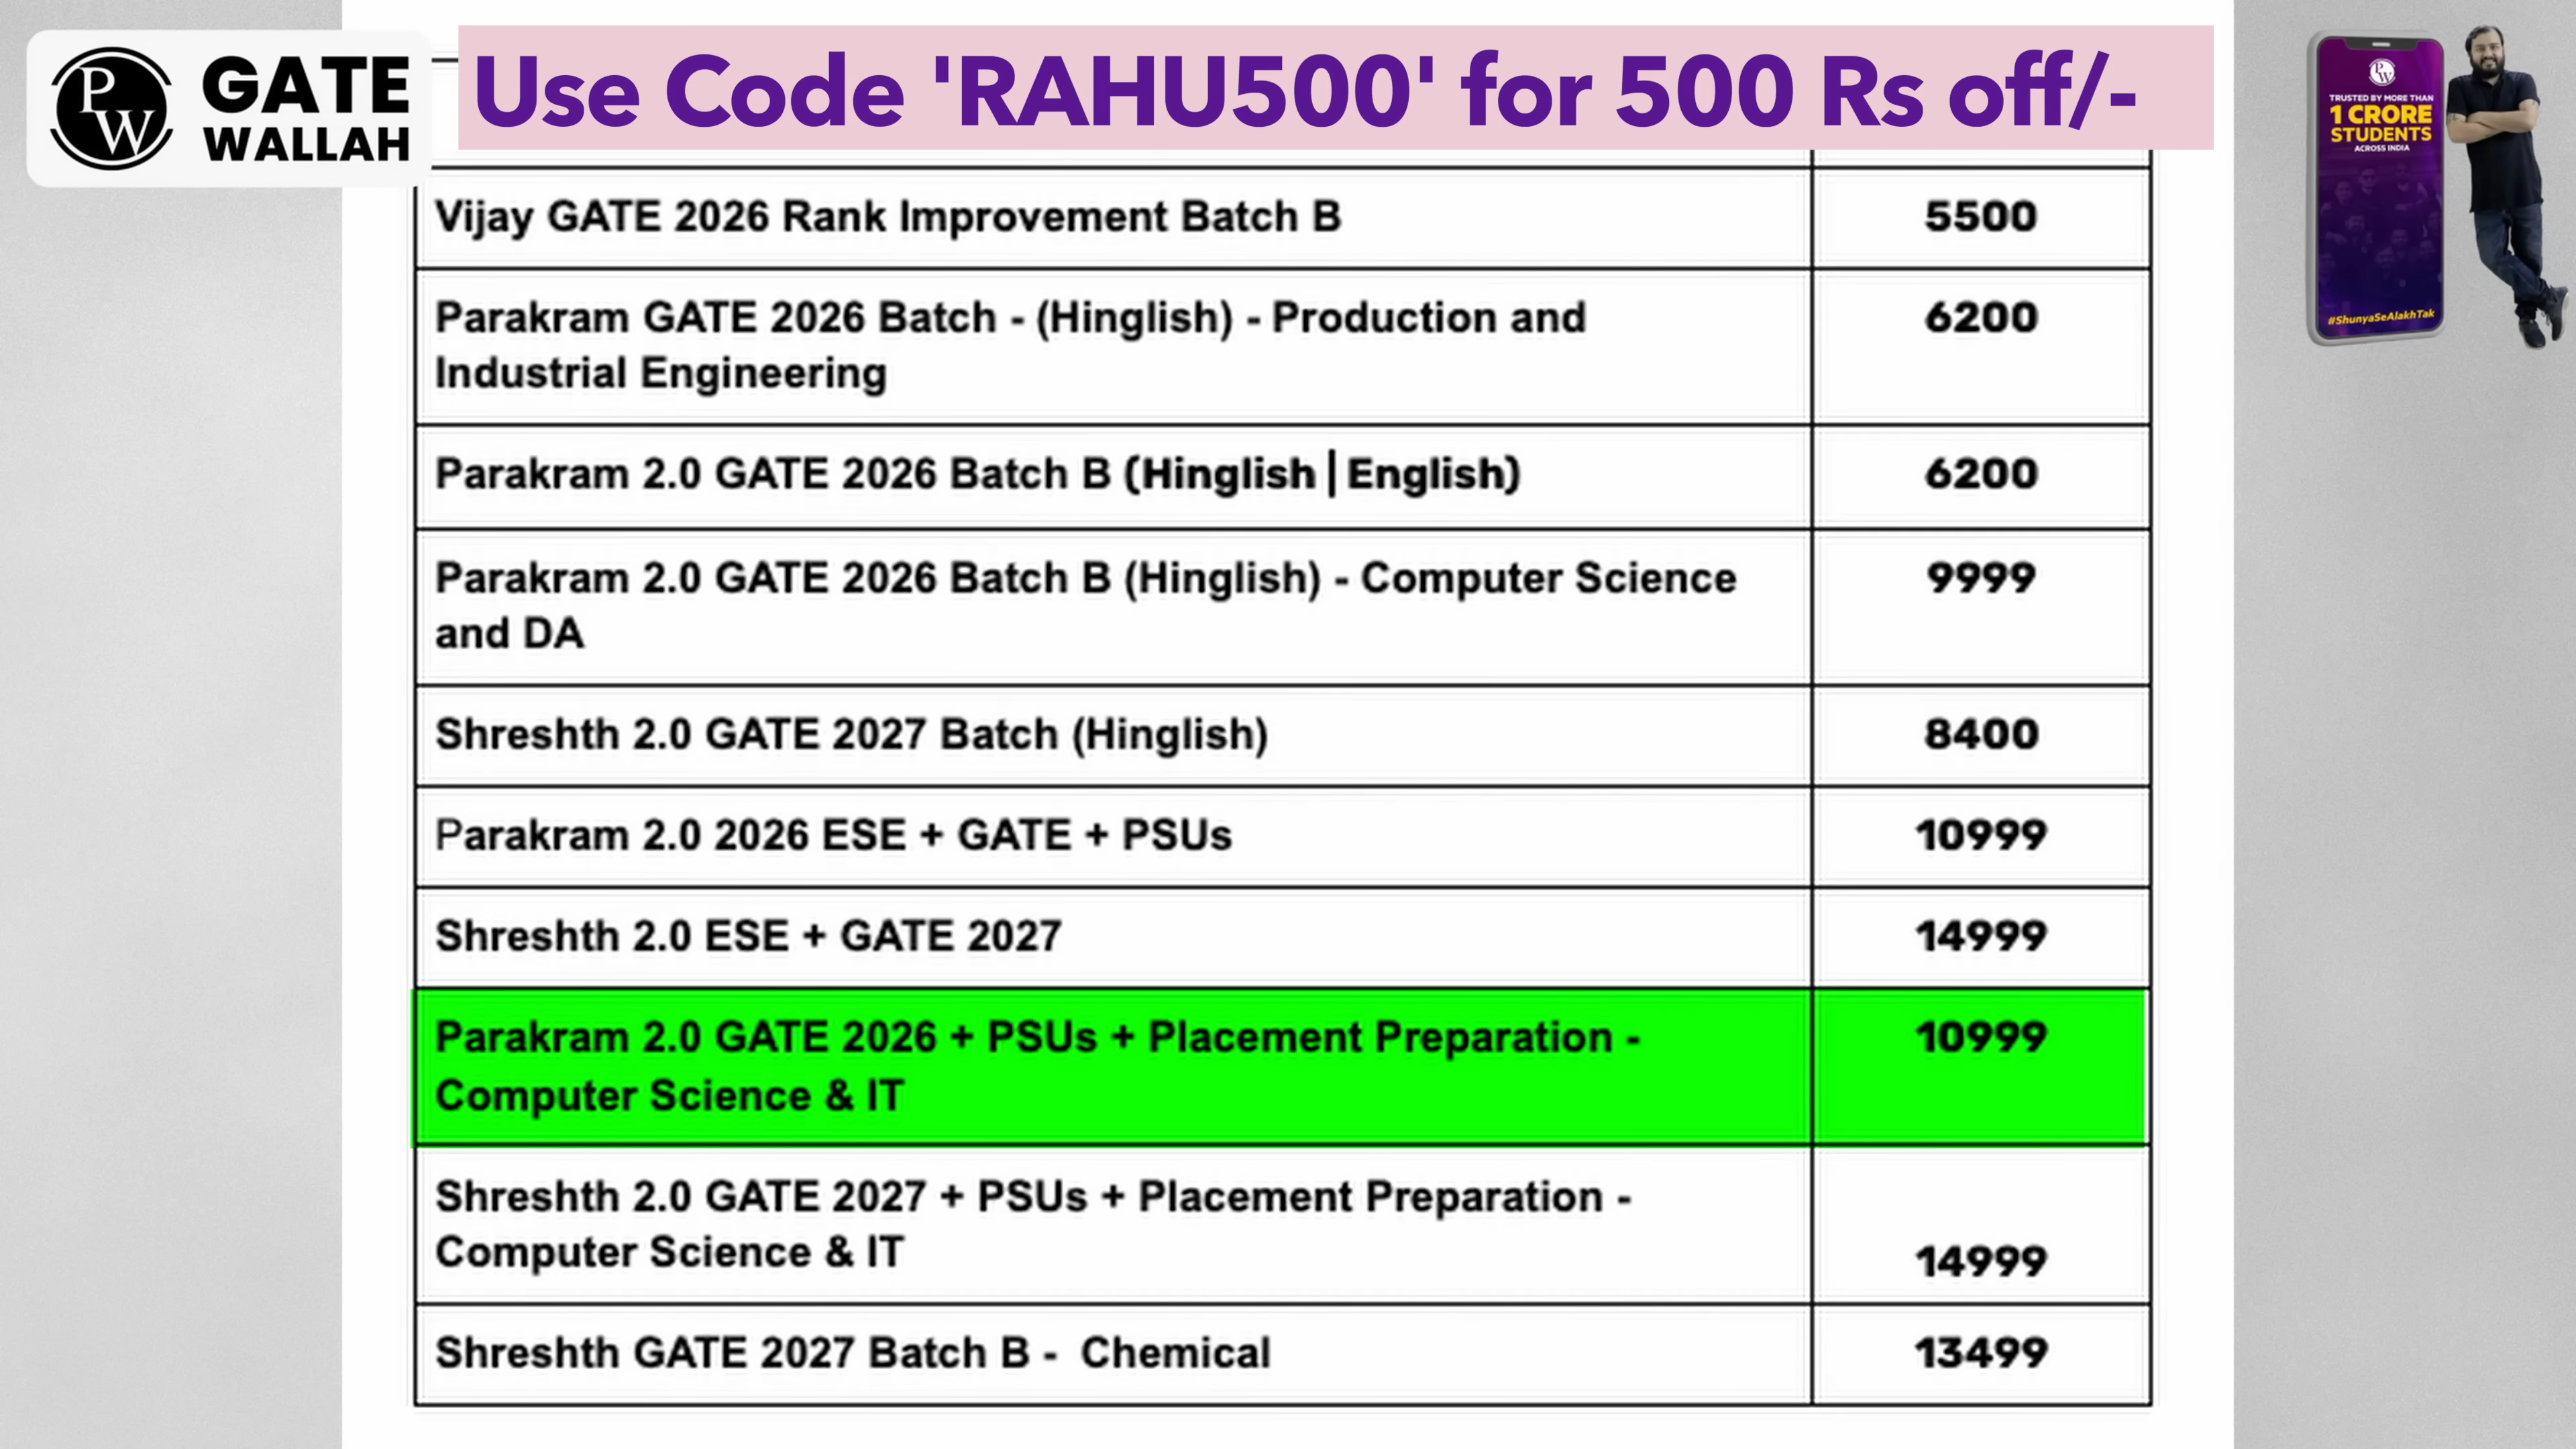 PW
GATE
WALLAH
Use Code 'RAHU500' for 500 Rs off/-
PW
TRUSTED BY MORE THAN
1 CRORE
STUDENTS
ACROSS INDIA
#ShunyaSeAlakhTak
Vijay GATE 2026 Rank Improvement Batch B 5500
Parakram GATE 2026 Batch - (Hinglish) - Production and 6200
Industrial Engineering
Parakram 2.0 GATE 2026 Batch B (Hinglish | English) 6200
Parakram 2.0 GATE 2026 Batch B (Hinglish) - Computer Science 9999
and DA
Shreshth 2.0 GATE 2027 Batch (Hinglish) 8400
Parakram 2.0 2026 ESE + GATE + PSUs 10999
Shreshth 2.0 ESE + GATE 2027 14999
Parakram 2.0 GATE 2026 + PSUs + Placement Preparation - 10999
Computer Science & IT
Shreshth 2.0 GATE 2027 + PSUs + Placement Preparation -
Computer Science & IT 14999
Shreshth GATE 2027 Batch B - Chemical 13499